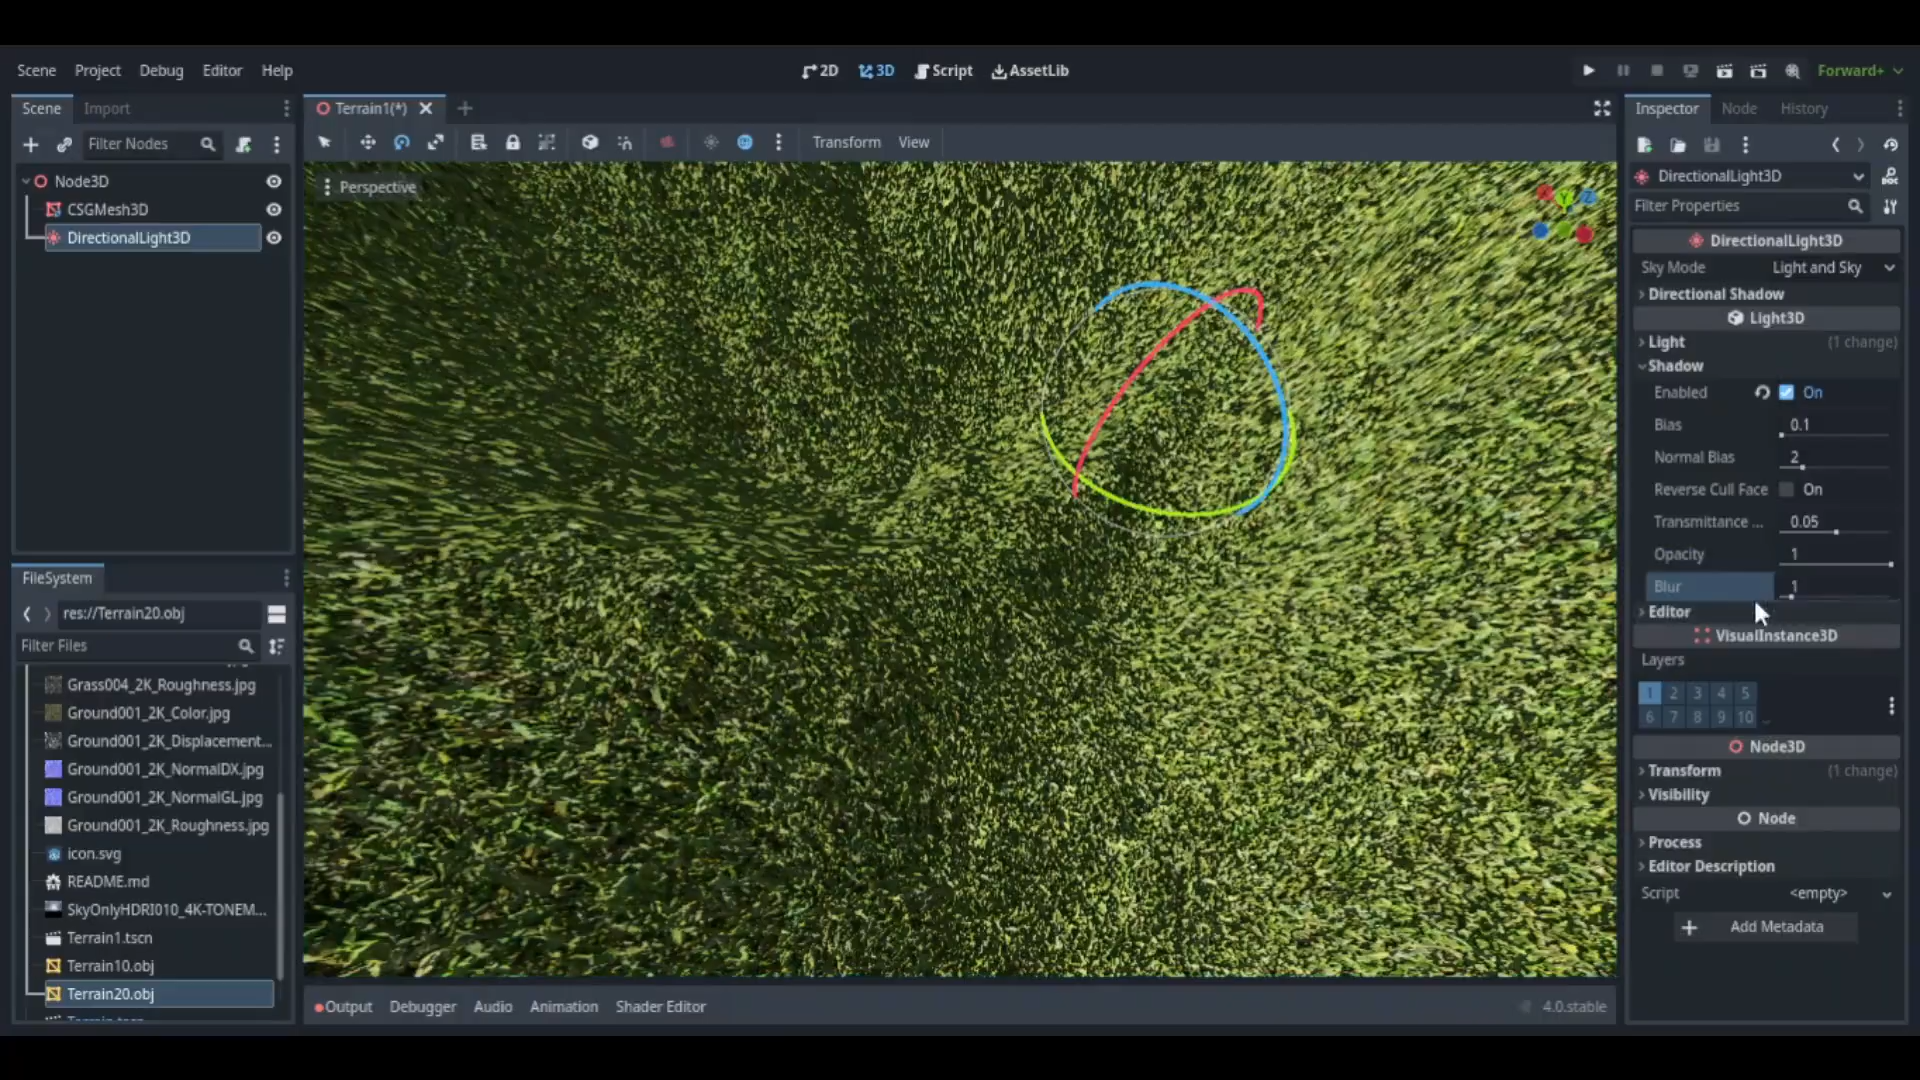 Scene Project Debug Editor Help
2D 3D Script AssetLib
Forward+
Scene Import
Filter Nodes
Node3D
CSGMesh3D
DirectionalLight3D
FileSystem
res://Terrain20.obj
Filter Files
Grass004_2K_Roughness.jpg
Ground001_2K_Color.jpg
Ground001_2K_Displacement...
Ground001_2K_NormalDX.jpg
Ground001_2K_NormalGL.jpg
Ground001_2K_Roughness.jpg
icon.svg
README.md
SkyOnlyHDRI010_4K-TONEM...
Terrain1.tscn
Terrain10.obj
Terrain20.obj
Terrain1(*)
Transform View
Perspective
Y
Z
Output Debugger Audio Animation Shader Editor
4.0.stable
Inspector Node History
DirectionalLight3D
DOC
Filter Properties
DirectionalLight3D
Sky Mode Light and Sky
Directional Shadow
Light3D
Light (1 change)
Shadow
Enabled On
Bias 0.1
Normal Bias 2
Reverse Cull Face On
Transmittance ... 0.05
Opacity 1
Blur 1
Editor
VisualInstance3D
Layers
1 2 3 4 5
6 7 8 9 10
Node3D
Transform (1 change)
Visibility
Node
Process
Editor Description
Script <empty>
Add Metadata